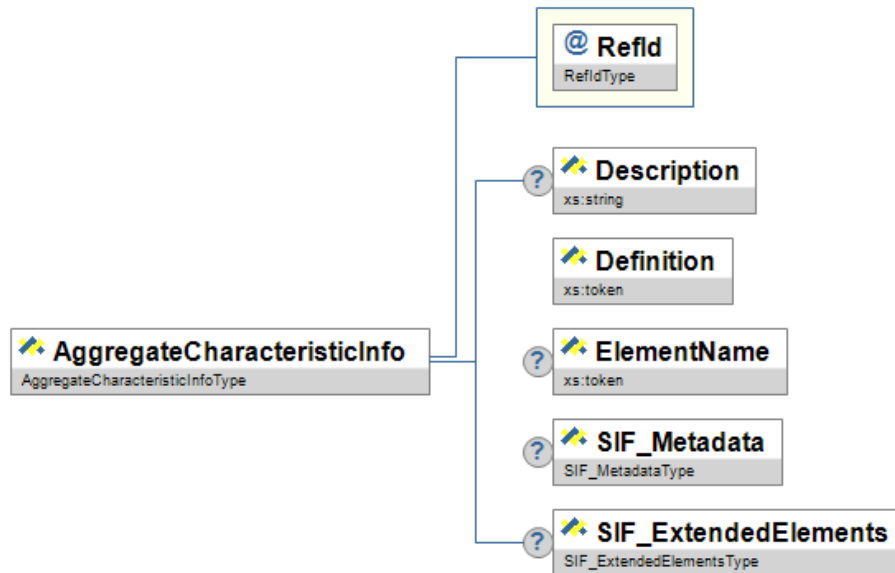 @ RefId
RefIdType
? Description
xs:string
Definition
xs:token
AggregateCharacteristicInfo
AggregateCharacteristicInfoType
? ElementName
xs:token
? SIF_Metadata
SIF_MetadataType
? SIF_ExtendedElements
SIF_ExtendedElementsType